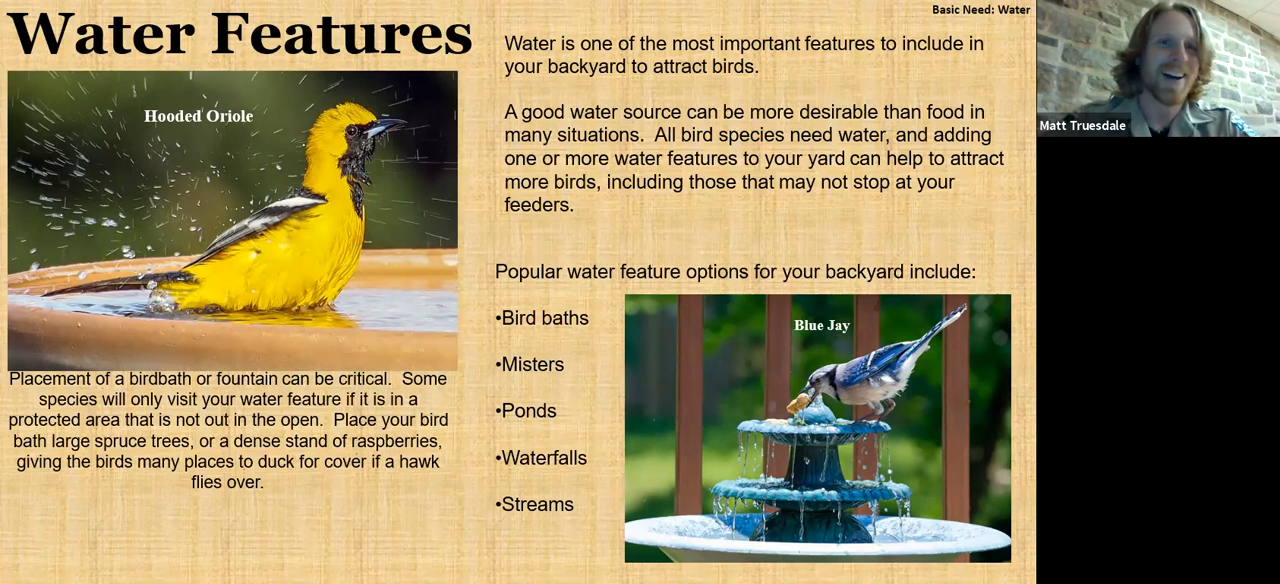 Basic Need: Water
Water Features
Hooded Oriole
Placement of a birdbath or fountain can be critical.  Some
species will only visit your water feature if it is in a
protected area that is not out in the open.  Place your bird
bath large spruce trees, or a dense stand of raspberries,
giving the birds many places to duck for cover if a hawk
flies over.
Water is one of the most important features to include in
your backyard to attract birds.
A good water source can be more desirable than food in
many situations.  All bird species need water, and adding
one or more water features to your yard can help to attract
more birds, including those that may not stop at your
feeders.
Popular water feature options for your backyard include:
•Bird baths
•Misters
•Ponds
•Waterfalls
•Streams
Blue Jay
Matt Truesdale